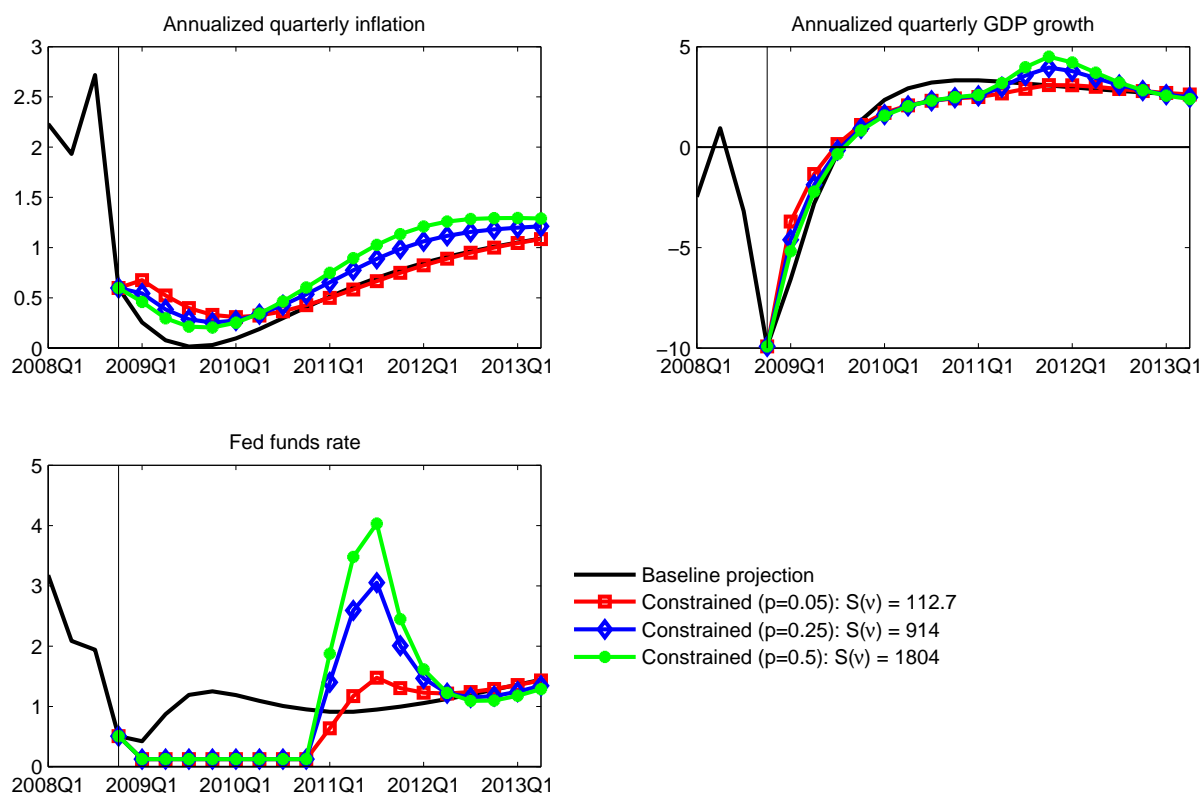 Annualized quarterly inflation
3
2.5
2
1.5
1
0.5
0
2008Q1 2009Q1 2010Q1 2011Q1 2012Q1 2013Q1
Annualized quarterly GDP growth
5
0
−5
−10
2008Q1 2009Q1 2010Q1 2011Q1 2012Q1 2013Q1
Fed funds rate
5
4
3
2
1
0
2008Q1 2009Q1 2010Q1 2011Q1 2012Q1 2013Q1
Baseline projection
Constrained (p=0.05): S(ν) = 112.7
Constrained (p=0.25): S(ν) = 914
Constrained (p=0.5): S(ν) = 1804